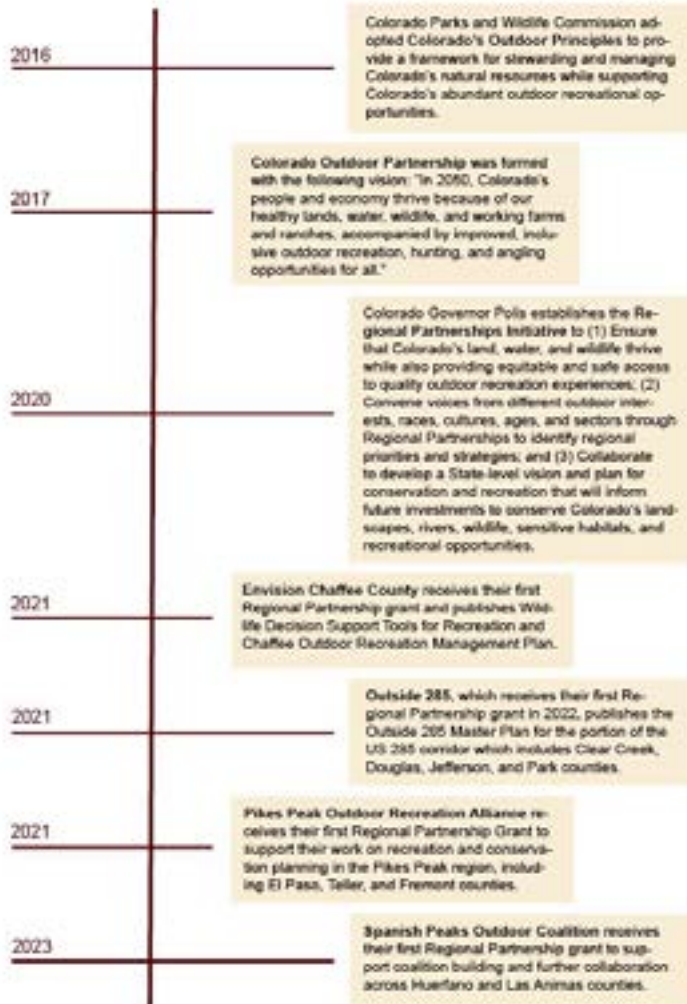 2016
Colorado Parks and Wildlife Commission ad-
opted Colorado's Outdoor Principles to pro-
vide a framework for stewarding and managing
Colorado's natural resources while supporting
Colorado's abundant outdoor recreational op-
portunities.
2017
Colorado Outdoor Partnership was formed
with the following vision: "In 2050, Colorado's
people and economy thrive because of our
healthy lands, water, wildlife, and working farms
and ranches, accompanied by improved, inclu-
sive outdoor recreation, hunting, and angling
opportunities for all."
2020
Colorado Governor Polis establishes the Re-
gional Partnerships Initiative to (1) Ensure
that Colorado's land, water, and wildlife thrive
while also providing equitable and safe access
to quality outdoor recreation experiences; (2)
Convene voices from different outdoor inter-
ests, races, cultures, ages, and sectors through
Regional Partnerships to identify regional
priorities and strategies; and (3) Collaborate
to develop a State-level vision and plan for
conservation and recreation that will inform
future investments to conserve Colorado's land-
scapes, rivers, wildlife, sensitive habitats, and
recreational opportunities.
2021
Envision Chaffee County receives their first
Regional Partnership grant and publishes Wild-
life Decision Support Tools for Recreation and
Chaffee Outdoor Recreation Management Plan.
2021
Outside 285, which receives their first Re-
gional Partnership grant in 2022, publishes the
Outside 285 Master Plan for the portion of the
US 285 corridor which includes Clear Creek,
Douglas, Jefferson, and Park counties.
2021
Pikes Peak Outdoor Recreation Alliance re-
ceives their first Regional Partnership Grant to
support their work on recreation and conserva-
tion planning in the Pikes Peak region, includ-
ing El Paso, Teller, and Fremont counties.
2023
Spanish Peaks Outdoor Coalition receives
their first Regional Partnership grant to sup-
port coalition building and further collaboration
across Huerfano and Las Animas counties.